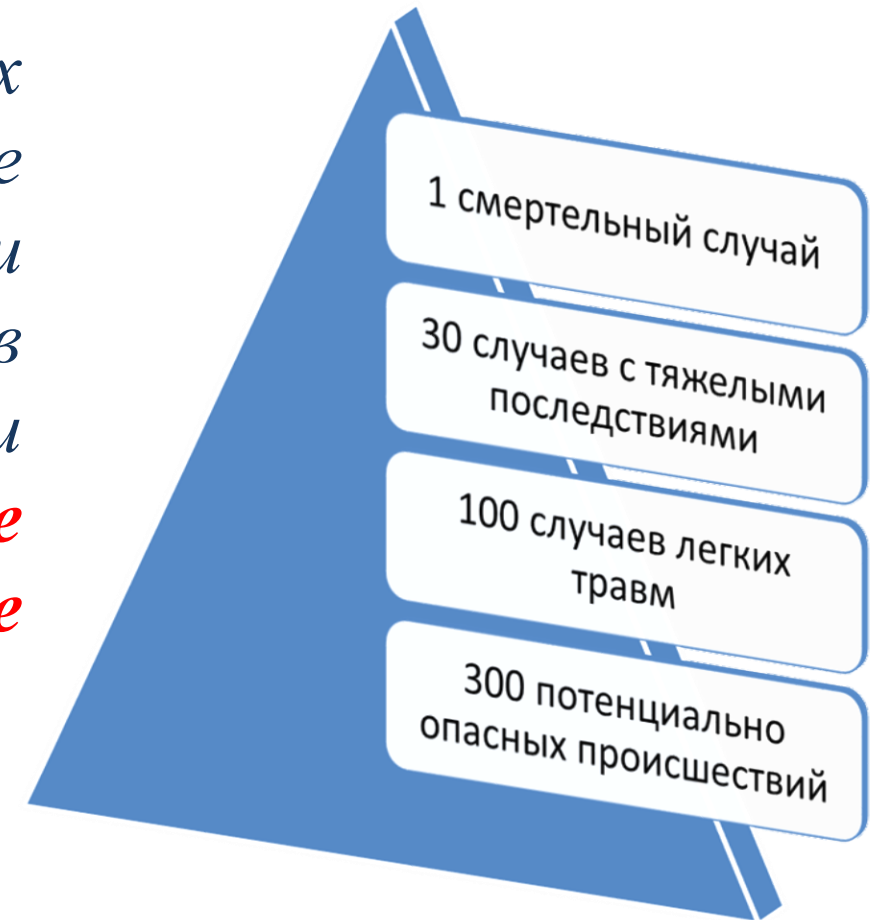 х
е
и
в
и
е
е
1 смертельный случай
30 случаев с тяжелыми
последствиями
100 случаев легких
травм
300 потенциально
опасных происшествий